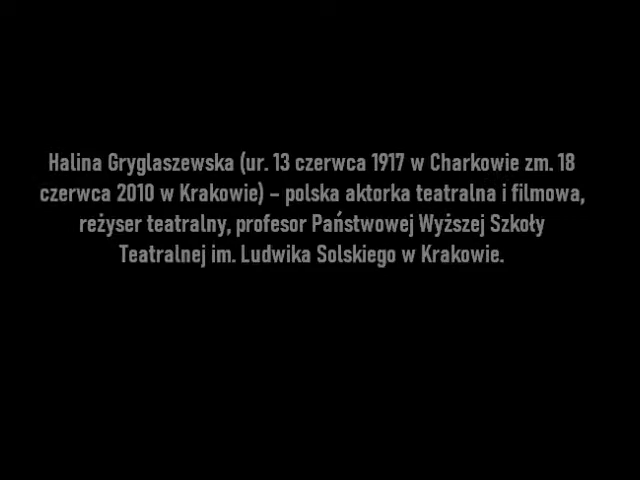 Halina Gryglaszewska (ur. 13 czerwca 1917 w Charkowie zm. 18
czerwca 2010 w Krakowie) – polska aktorka teatralna i filmowa,
reżyser teatralny, profesor Państwowej Wyższej Szkoły
Teatralnej im. Ludwika Solskiego w Krakowie.